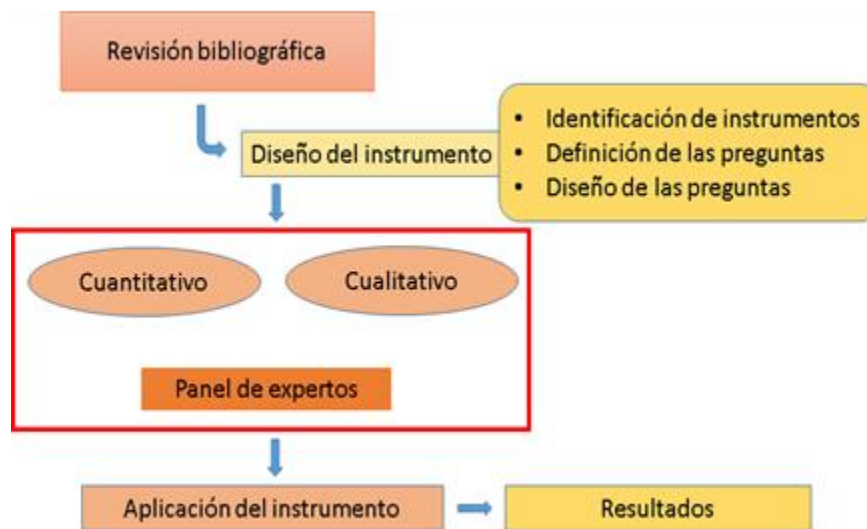 Revisión bibliográfica
Diseño del instrumento
• Identificación de instrumentos
• Definición de las preguntas
• Diseño de las preguntas
Cuantitativo
Cualitativo
Panel de expertos
Aplicación del instrumento
Resultados